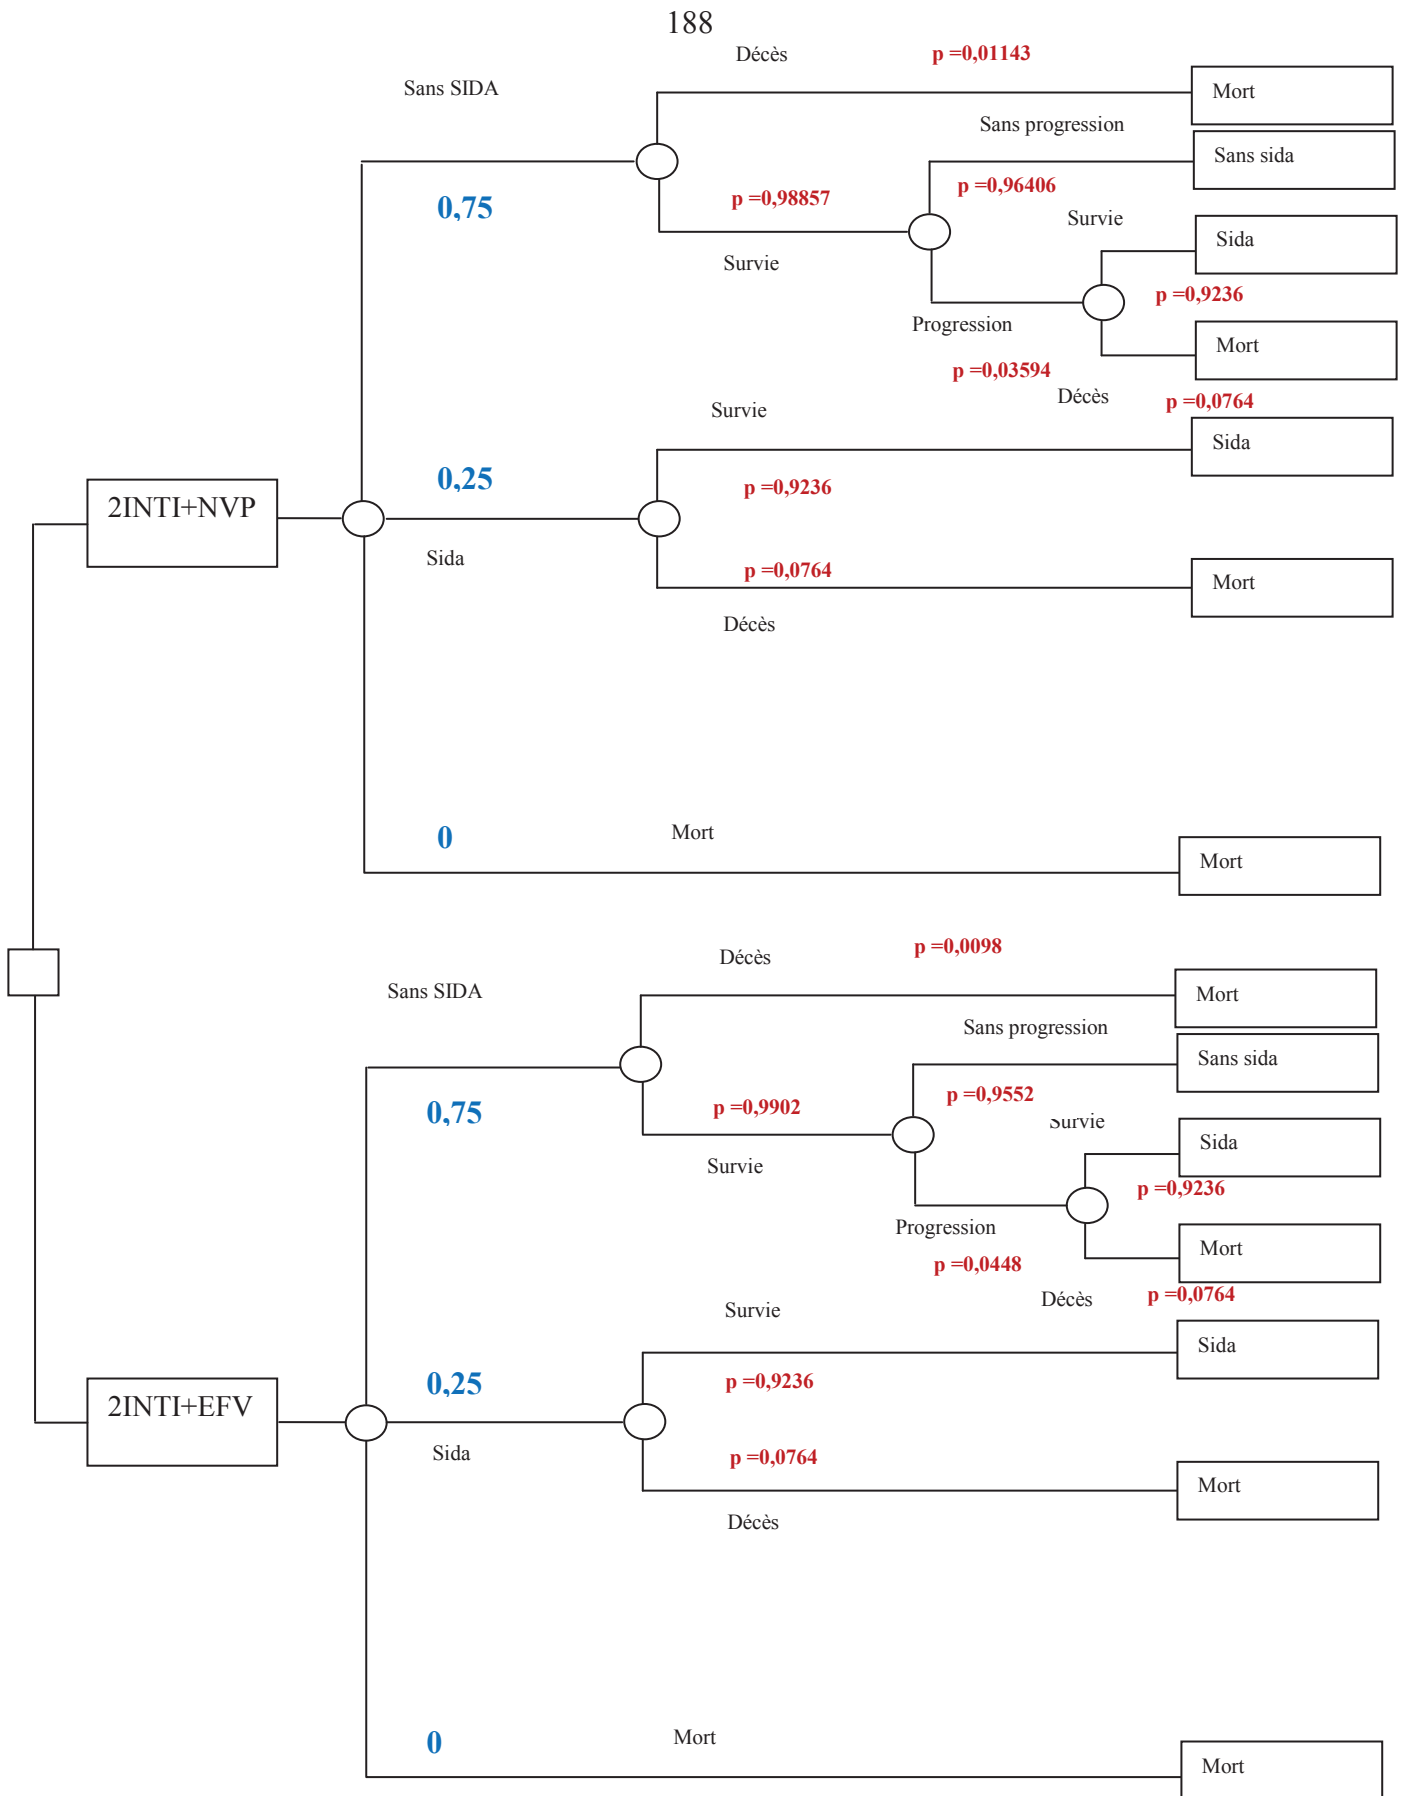 188
Décès
p =0,01143
Sans SIDA
Mort
Sans progression
Sans sida
p =0,98857
p =0,96406
0,75
Survie
Sida
Survie
p =0,9236
Progression
Mort
p =0,03594
Décès
p =0,0764
Survie
Sida
0,25
p =0,9236
2INTI+NVP
Sida
p =0,0764
Mort
Décès
0
Mort
Mort
Décès
p =0,0098
Sans SIDA
Mort
Sans progression
Sans sida
p =0,9902
p =0,9552
0,75
Survie
Sida
Survie
p =0,9236
Progression
Mort
p =0,0448
Décès
p =0,0764
Survie
Sida
0,25
p =0,9236
2INTI+EFV
Sida
p =0,0764
Mort
Décès
0
Mort
Mort